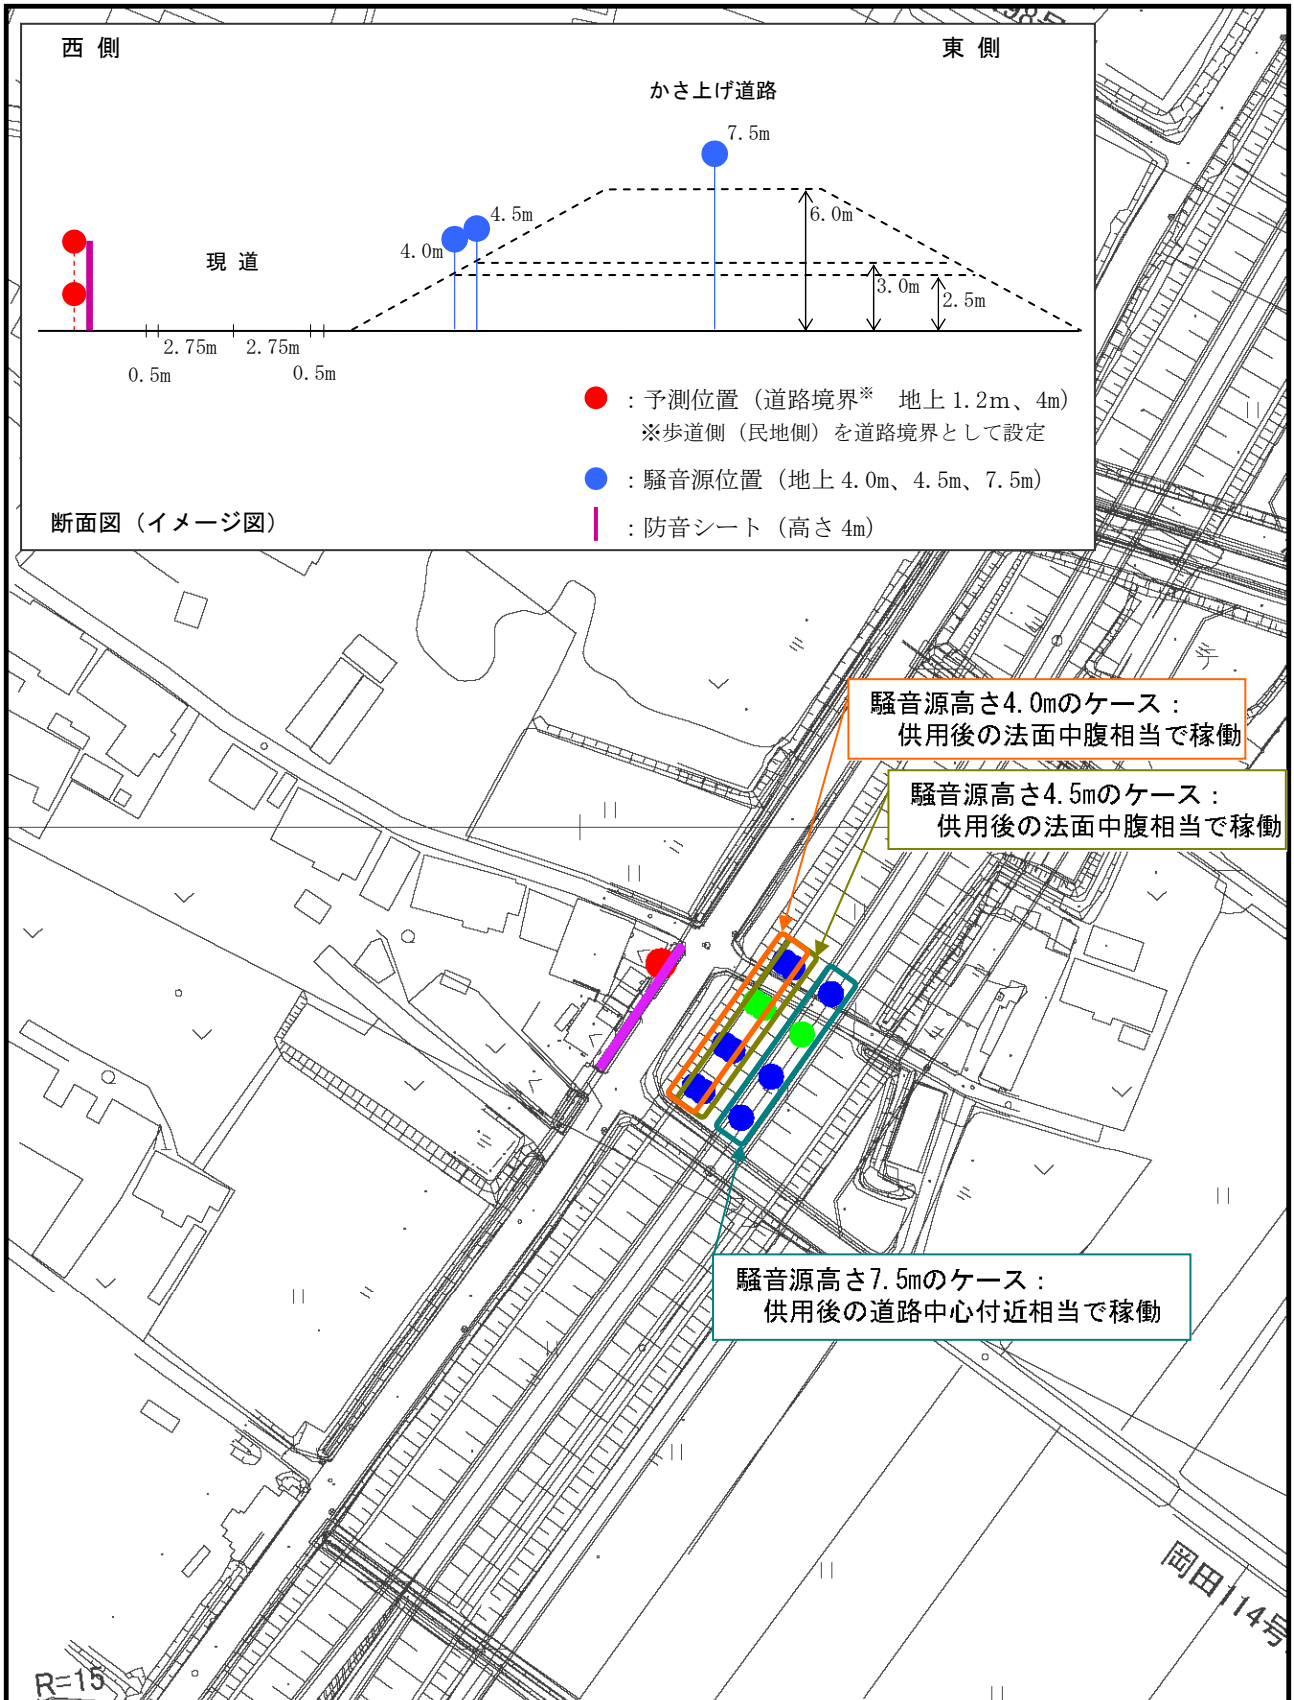 西 側
東 側
かさ上げ道路
7.5m
4.5m
4.0m
6.0m
現 道
3.0m
2.5m
2.75m
2.75m
0.5m
0.5m
：予測位置（道路境界※　地上 1.2m、4m）
※歩道側（民地側）を道路境界として設定
：騒音源位置（地上 4.0m、4.5m、7.5m）
：防音シート（高さ 4m）
断面図（イメージ図）
騒音源高さ4.0mのケース：
供用後の法面中腹相当で稼働
騒音源高さ4.5mのケース：
供用後の法面中腹相当で稼働
騒音源高さ7.5mのケース：
供用後の道路中心付近相当で稼働
岡田114号
R=15